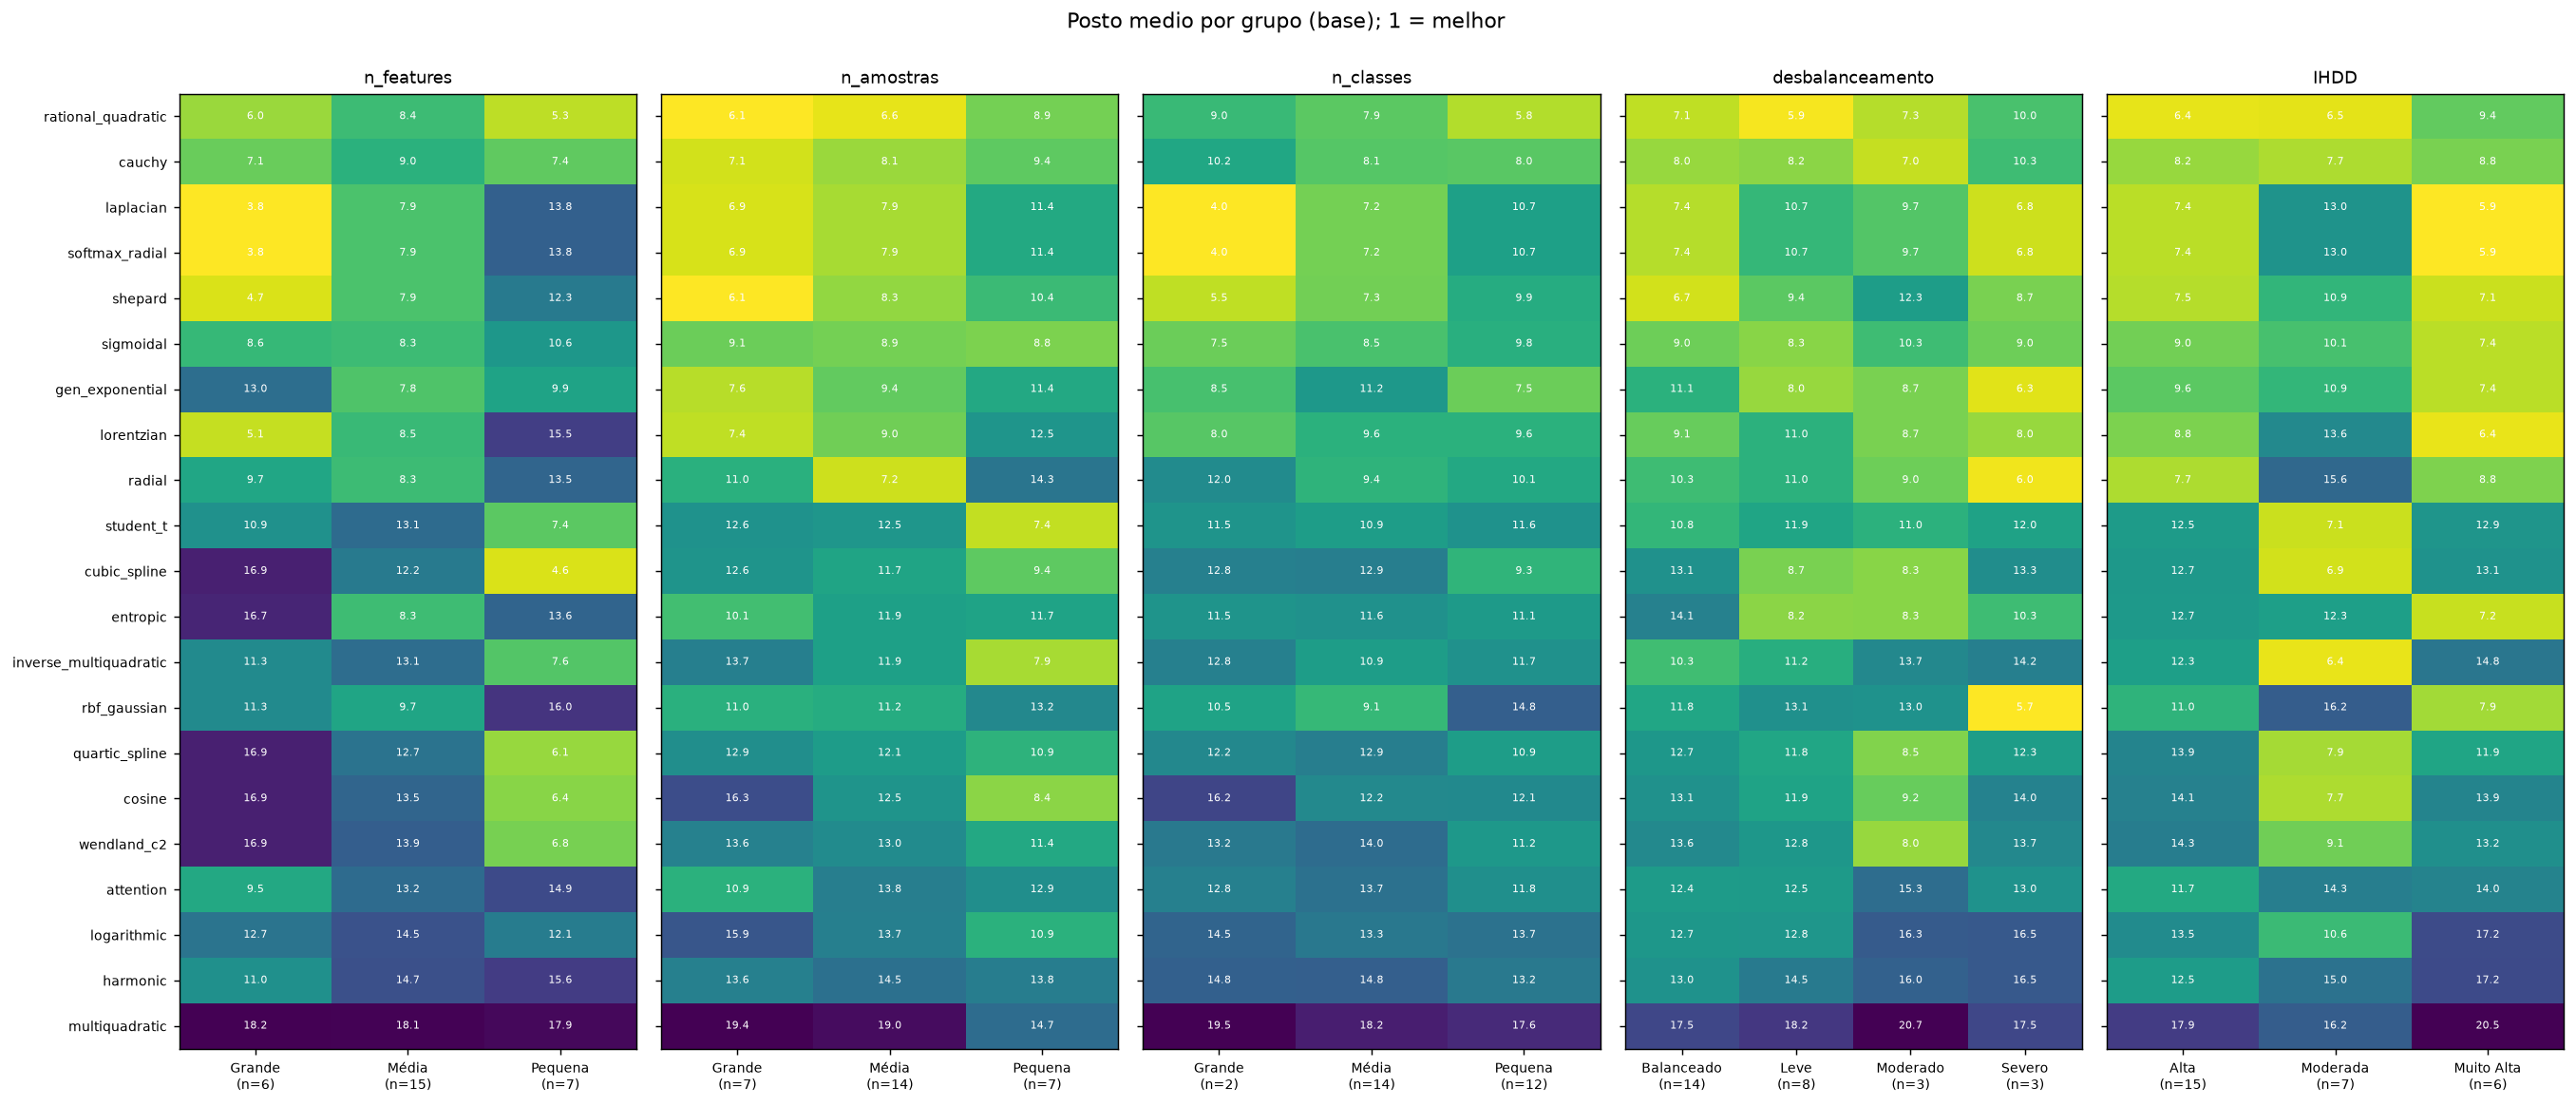 Posto medio por grupo (base); 1 = melhor
n_features n_amostras n_classes desbalanceamento IHDD
rational_quadratic 6.0 8.4 5.3 6.1 6.6 8.9 9.0 7.9 5.8 7.1 5.9 7.3 10.0 6.4 6.5 9.4
cauchy 7.1 9.0 7.4 7.1 8.1 9.4 10.2 8.1 8.0 8.0 8.2 7.0 10.3 8.2 7.7 8.8
laplacian 3.8 7.9 13.8 6.9 7.9 11.4 4.0 7.2 10.7 7.4 10.7 9.7 6.8 7.4 13.0 5.9
softmax_radial 3.8 7.9 13.8 6.9 7.9 11.4 4.0 7.2 10.7 7.4 10.7 9.7 6.8 7.4 13.0 5.9
shepard 4.7 7.9 12.3 6.1 8.3 10.4 5.5 7.3 9.9 6.7 9.4 12.3 8.7 7.5 10.9 7.1
sigmoidal 8.6 8.3 10.6 9.1 8.9 8.8 7.5 8.5 9.8 9.0 8.3 10.3 9.0 9.0 10.1 7.4
gen_exponential 13.0 7.8 9.9 7.6 9.4 11.4 8.5 11.2 7.5 11.1 8.0 8.7 6.3 9.6 10.9 7.4
lorentzian 5.1 8.5 15.5 7.4 9.0 12.5 8.0 9.6 9.6 9.1 11.0 8.7 8.0 8.8 13.6 6.4
radial 9.7 8.3 13.5 11.0 7.2 14.3 12.0 9.4 10.1 10.3 11.0 9.0 6.0 7.7 15.6 8.8
student_t 10.9 13.1 7.4 12.6 12.5 7.4 11.5 10.9 11.6 10.8 11.9 11.0 12.0 12.5 7.1 12.9
cubic_spline 16.9 12.2 4.6 12.6 11.7 9.4 12.8 12.9 9.3 13.1 8.7 8.3 13.3 12.7 6.9 13.1
entropic 16.7 8.3 13.6 10.1 11.9 11.7 11.5 11.6 11.1 14.1 8.2 8.3 10.3 12.7 12.3 7.2
inverse_multiquadratic 11.3 13.1 7.6 13.7 11.9 7.9 12.8 10.9 11.7 10.3 11.2 13.7 14.2 12.3 6.4 14.8
rbf_gaussian 11.3 9.7 16.0 11.0 11.2 13.2 10.5 9.1 14.8 11.8 13.1 13.0 5.7 11.0 16.2 7.9
quartic_spline 16.9 12.7 6.1 12.9 12.1 10.9 12.2 12.9 10.9 12.7 11.8 8.5 12.3 13.9 7.9 11.9
cosine 16.9 13.5 6.4 16.3 12.5 8.4 16.2 12.2 12.1 13.1 11.9 9.2 14.0 14.1 7.7 13.9
wendland_c2 16.9 13.9 6.8 13.6 13.0 11.4 13.2 14.0 11.2 13.6 12.8 8.0 13.7 14.3 9.1 13.2
attention 9.5 13.2 14.9 10.9 13.8 12.9 12.8 13.7 11.8 12.4 12.5 15.3 13.0 11.7 14.3 14.0
logarithmic 12.7 14.5 12.1 15.9 13.7 10.9 14.5 13.3 13.7 12.7 12.8 16.3 16.5 13.5 10.6 17.2
harmonic 11.0 14.7 15.6 13.6 14.5 13.8 14.8 14.8 13.2 13.0 14.5 16.0 16.5 12.5 15.0 17.2
multiquadratic 18.2 18.1 17.9 19.4 19.0 14.7 19.5 18.2 17.6 17.5 18.2 20.7 17.5 17.9 16.2 20.5
Grande Média Pequena Grande Média Pequena Grande Média Pequena Balanceado Leve Moderado Severo Alta Moderada Muito Alta
(n=6) (n=15) (n=7) (n=7) (n=14) (n=7) (n=2) (n=14) (n=12) (n=14) (n=8) (n=3) (n=3) (n=15) (n=7) (n=6)